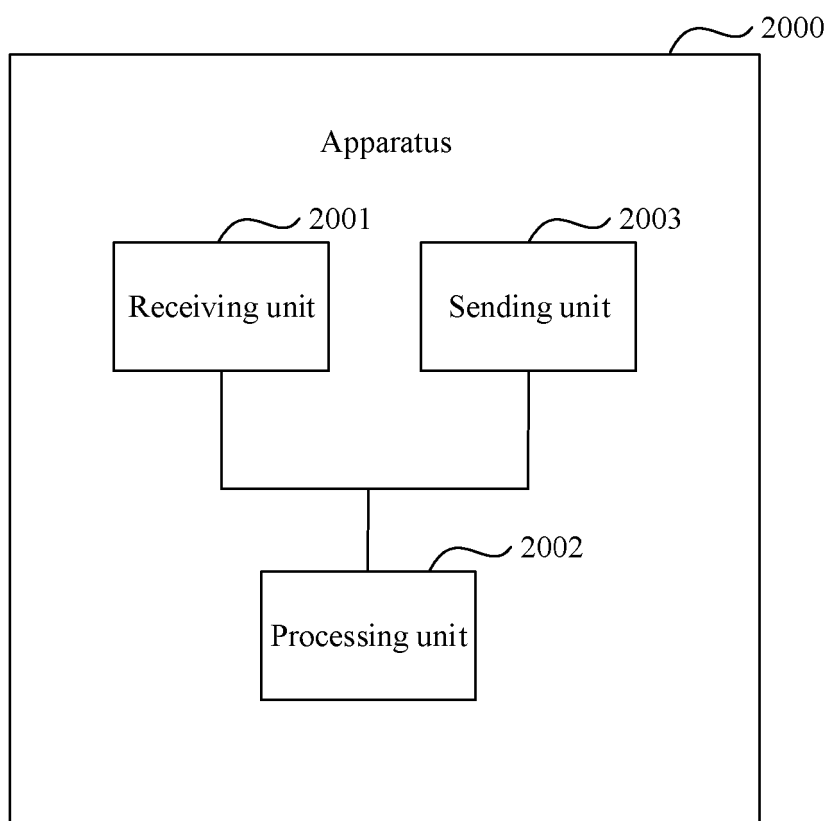 2000
Apparatus
2001
2003
Receiving unit
Sending unit
2002
Processing unit